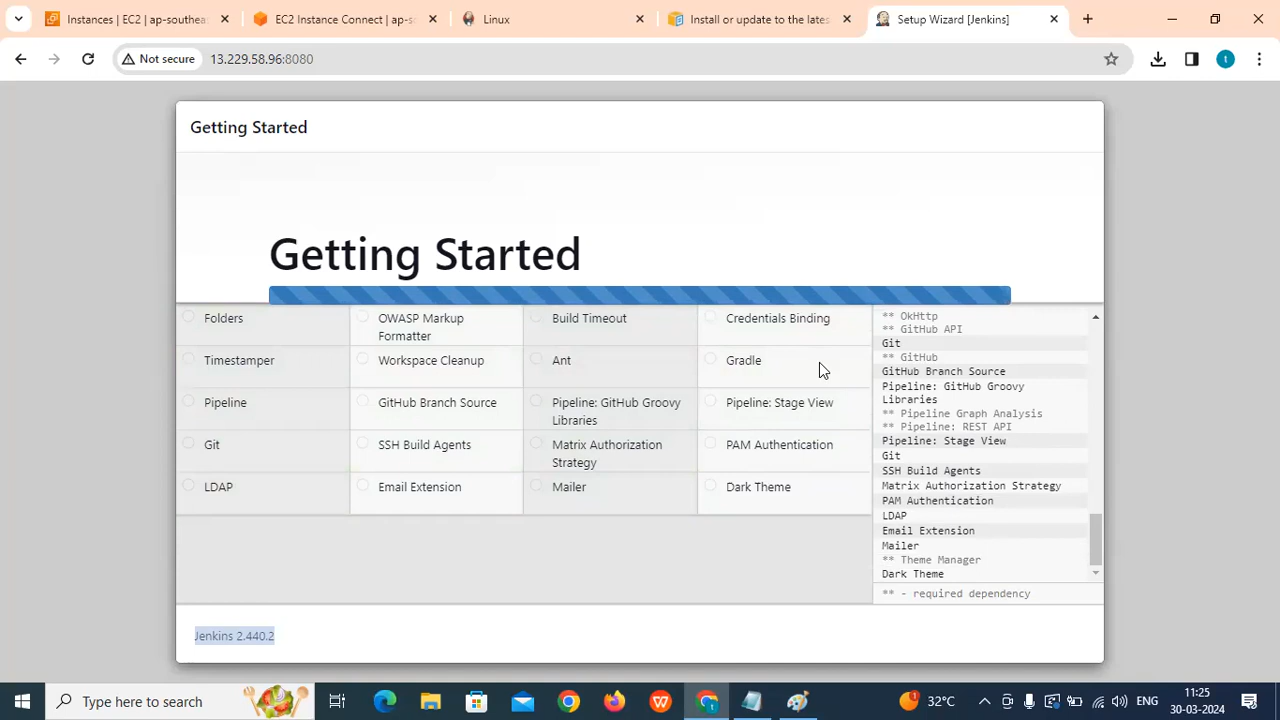 Instances | EC2 | ap-southeas
EC2 Instance Connect | ap-s
Linux
Install or update to the lates
Setup Wizard [Jenkins]
Not secure
13.229.58.96:8080
t
Getting Started
Getting Started
Folders
OWASP Markup
Formatter
Build Timeout
Credentials Binding
Timestamper
Workspace Cleanup
Ant
Gradle
Pipeline
GitHub Branch Source
Pipeline: GitHub Groovy
Libraries
Pipeline: Stage View
Git
SSH Build Agents
Matrix Authorization
Strategy
PAM Authentication
LDAP
Email Extension
Mailer
Dark Theme
** OkHttp
** GitHub API
Git
** GitHub
GitHub Branch Source
Pipeline: GitHub Groovy
Libraries
** Pipeline Graph Analysis
** Pipeline: REST API
Pipeline: Stage View
Git
SSH Build Agents
Matrix Authorization Strategy
PAM Authentication
LDAP
Email Extension
Mailer
** Theme Manager
Dark Theme
** - required dependency
Jenkins 2.440.2
Type here to search
1
32°C
ENG
11:25
30-03-2024